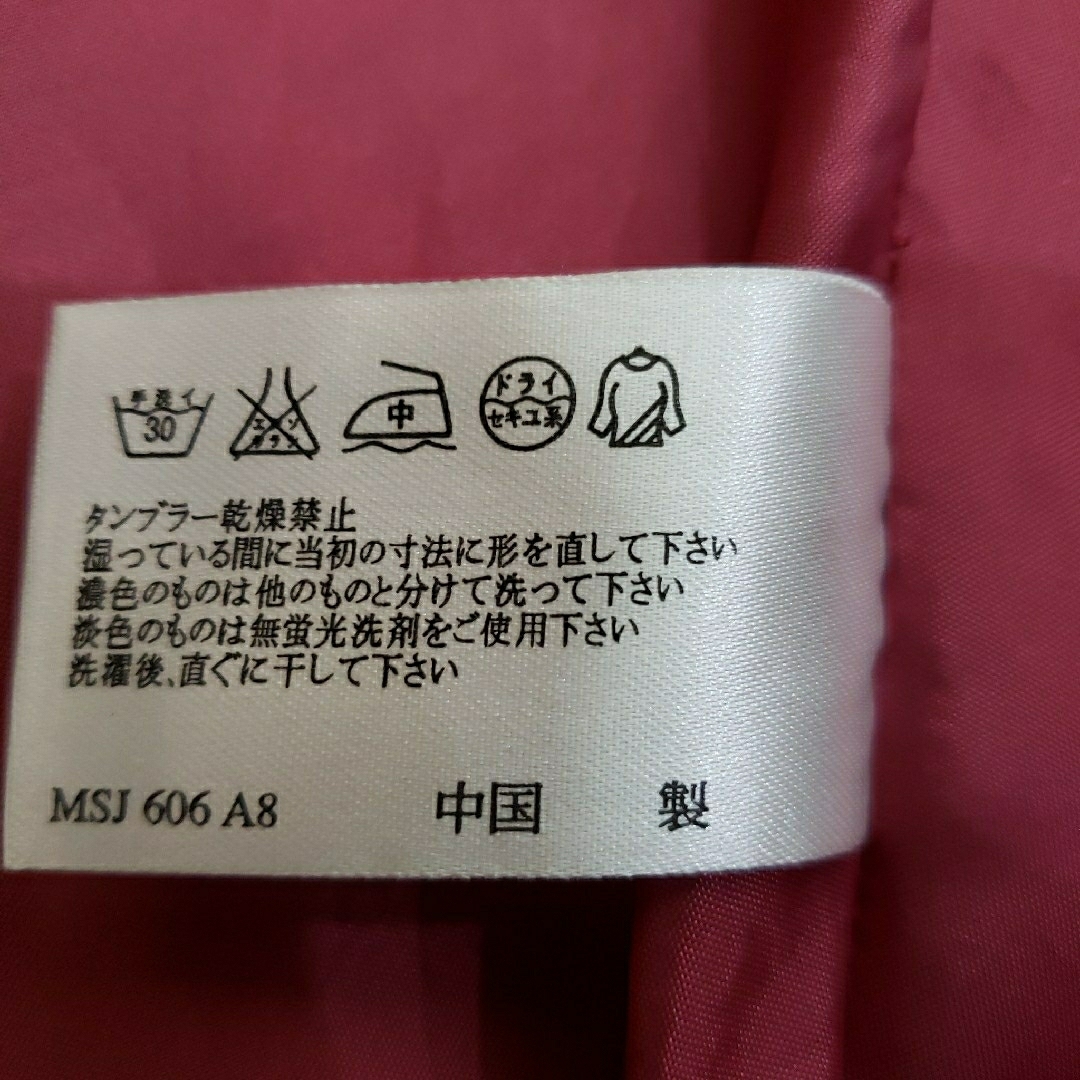 手洗イ 30 エンソ サラシ 中 ドライ セキユ系
タンブラー乾燥禁止
湿っている間に当初の寸法に形を直して下さい
濃色のものは他のものと分けて洗って下さい
淡色のものは無蛍光洗剤をご使用下さい
洗濯後、直ぐに干して下さい
MSJ 606 A8 中国 製